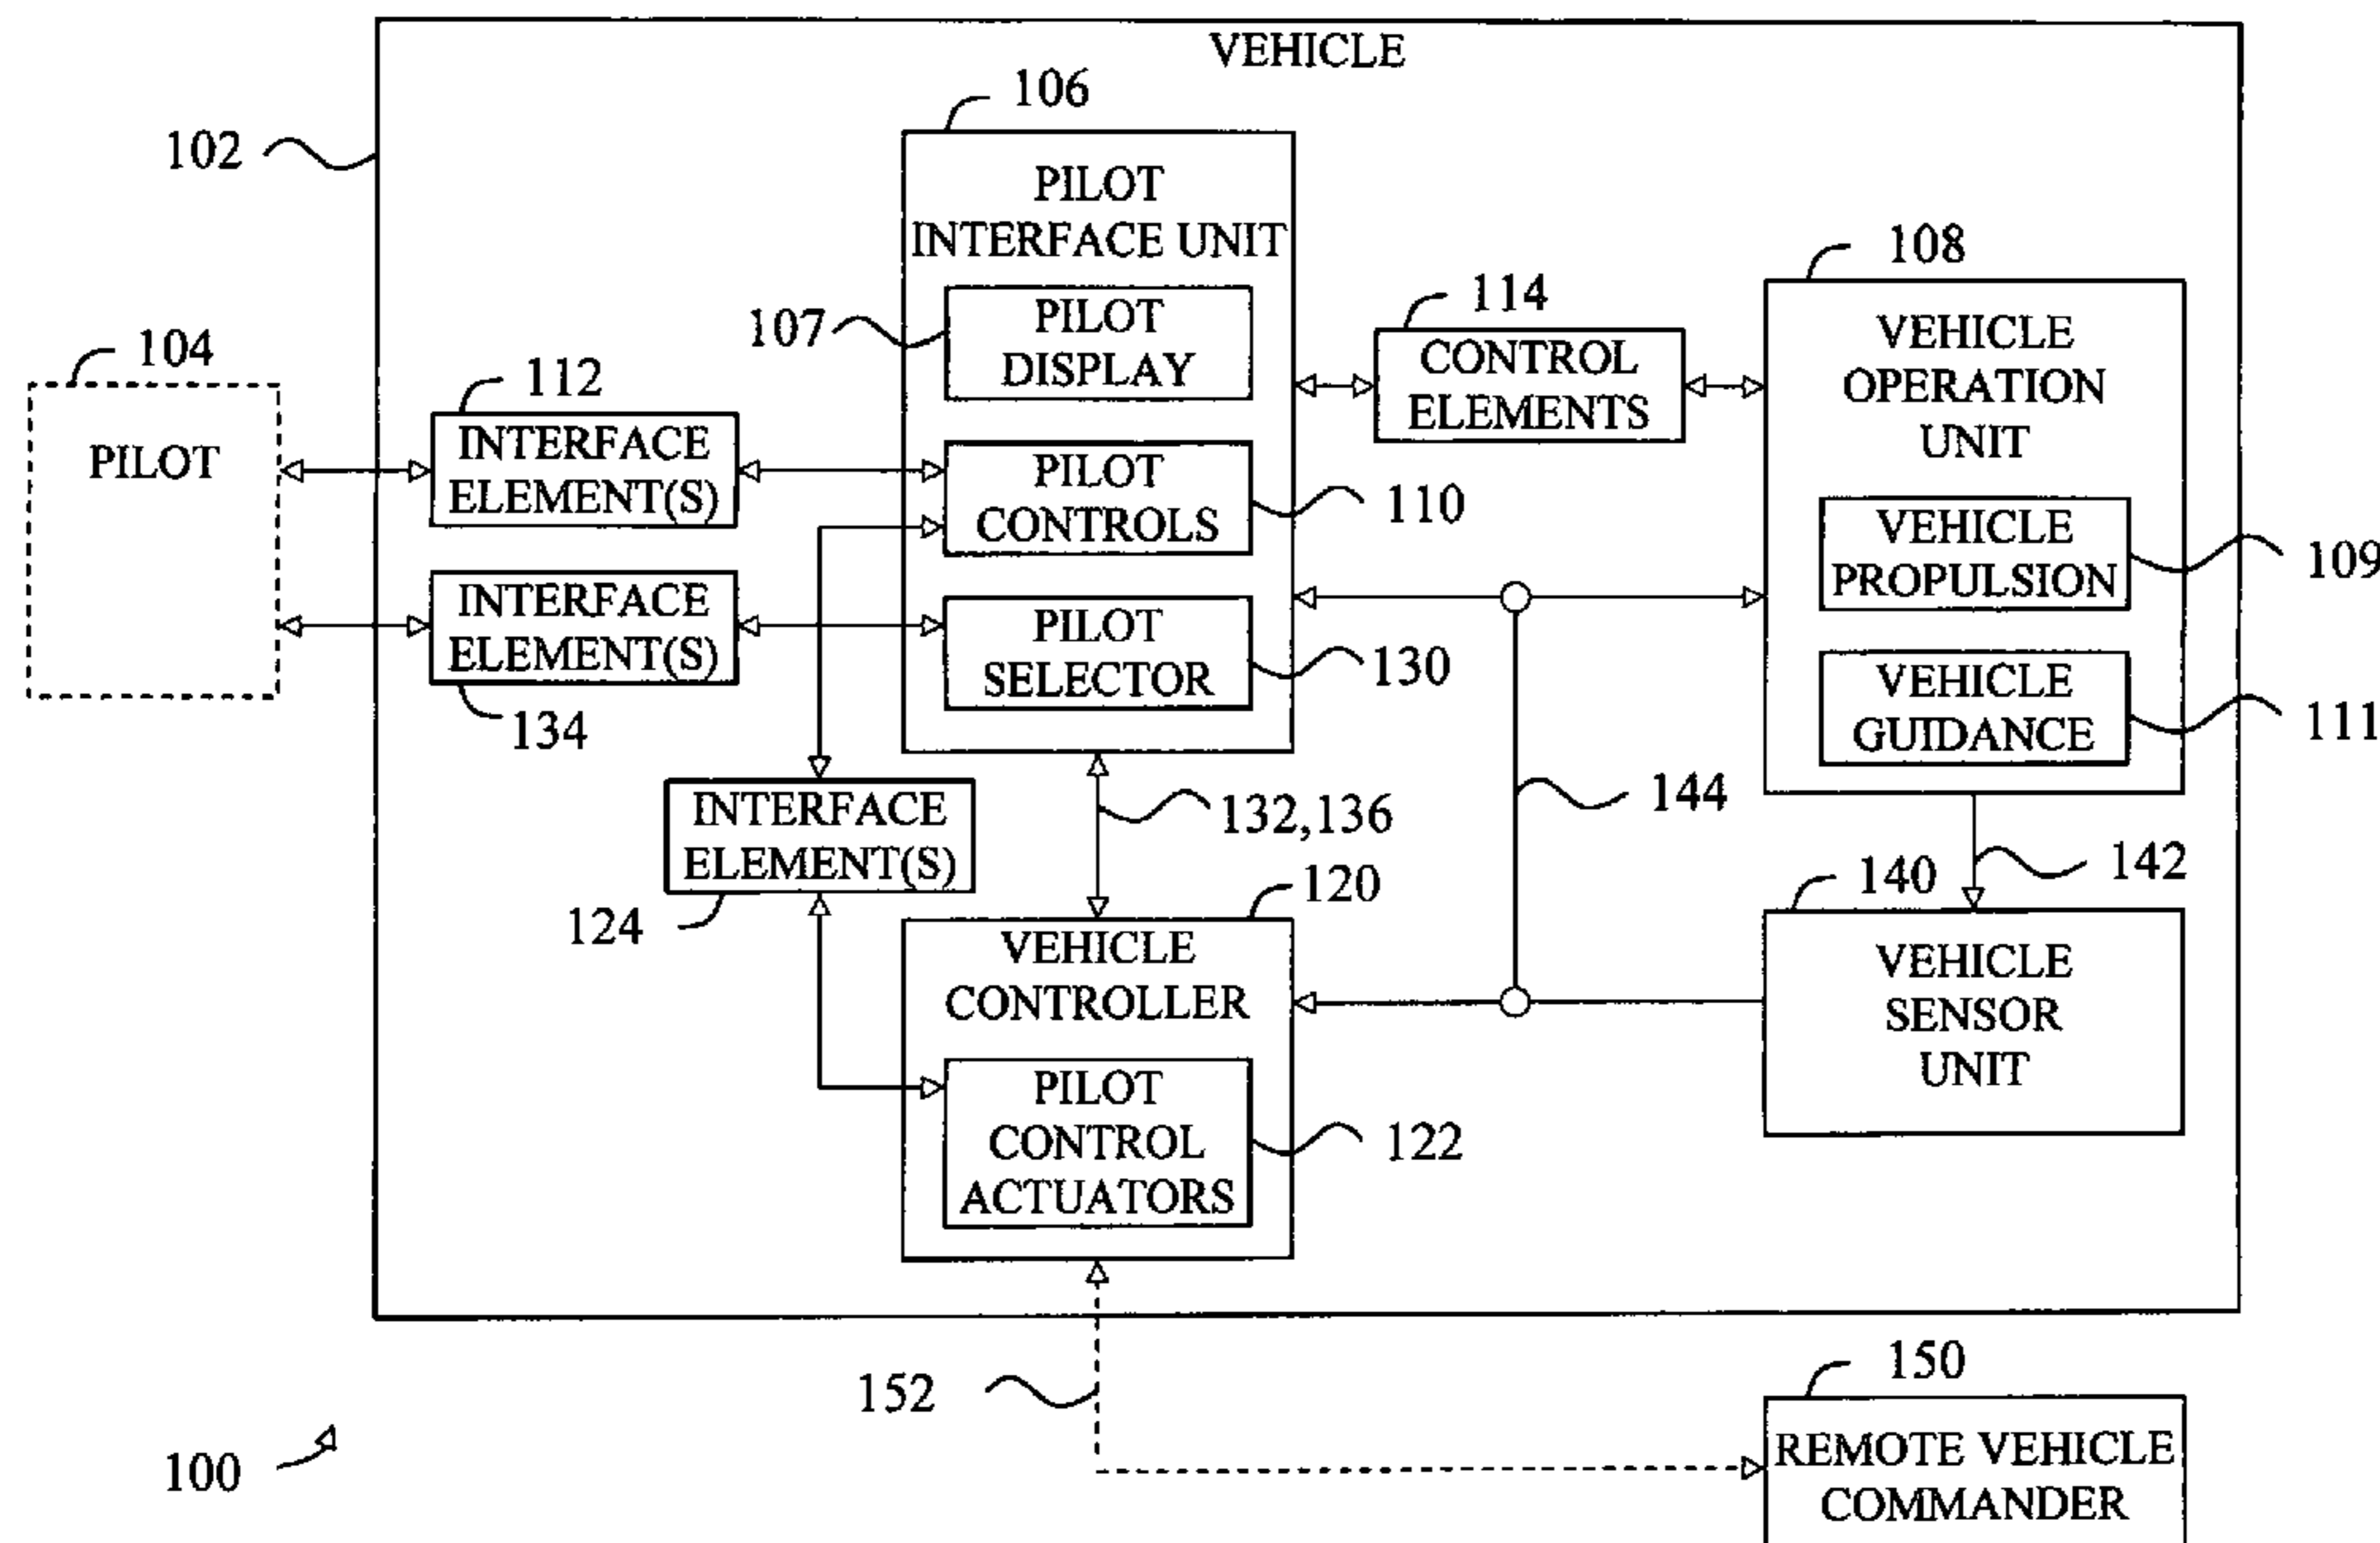 VEHICLE
102
106
PILOT
INTERFACE UNIT
107
PILOT
DISPLAY
104
PILOT
112
INTERFACE
ELEMENT(S)
PILOT
CONTROLS
110
INTERFACE
ELEMENT(S)
134
PILOT
SELECTOR
130
114
CONTROL
ELEMENTS
108
VEHICLE
OPERATION
UNIT
VEHICLE
PROPULSION
109
VEHICLE
GUIDANCE
111
INTERFACE
ELEMENT(S)
124
132,136
144
142
120
VEHICLE
CONTROLLER
PILOT
CONTROL
ACTUATORS
122
140
VEHICLE
SENSOR
UNIT
152
150
REMOTE VEHICLE
COMMANDER
100